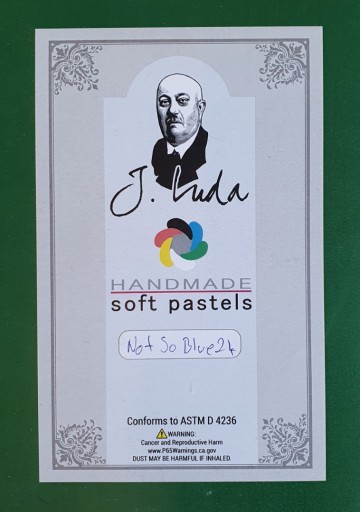 J. Luda
HANDMADE
soft pastels
Not So Blue 24
Conforms to ASTM D 4236
⚠WARNING:
Cancer and Reproductive Harm
www.P65Warnings.ca.gov
DUST MAY BE HARMFUL IF INHALED.